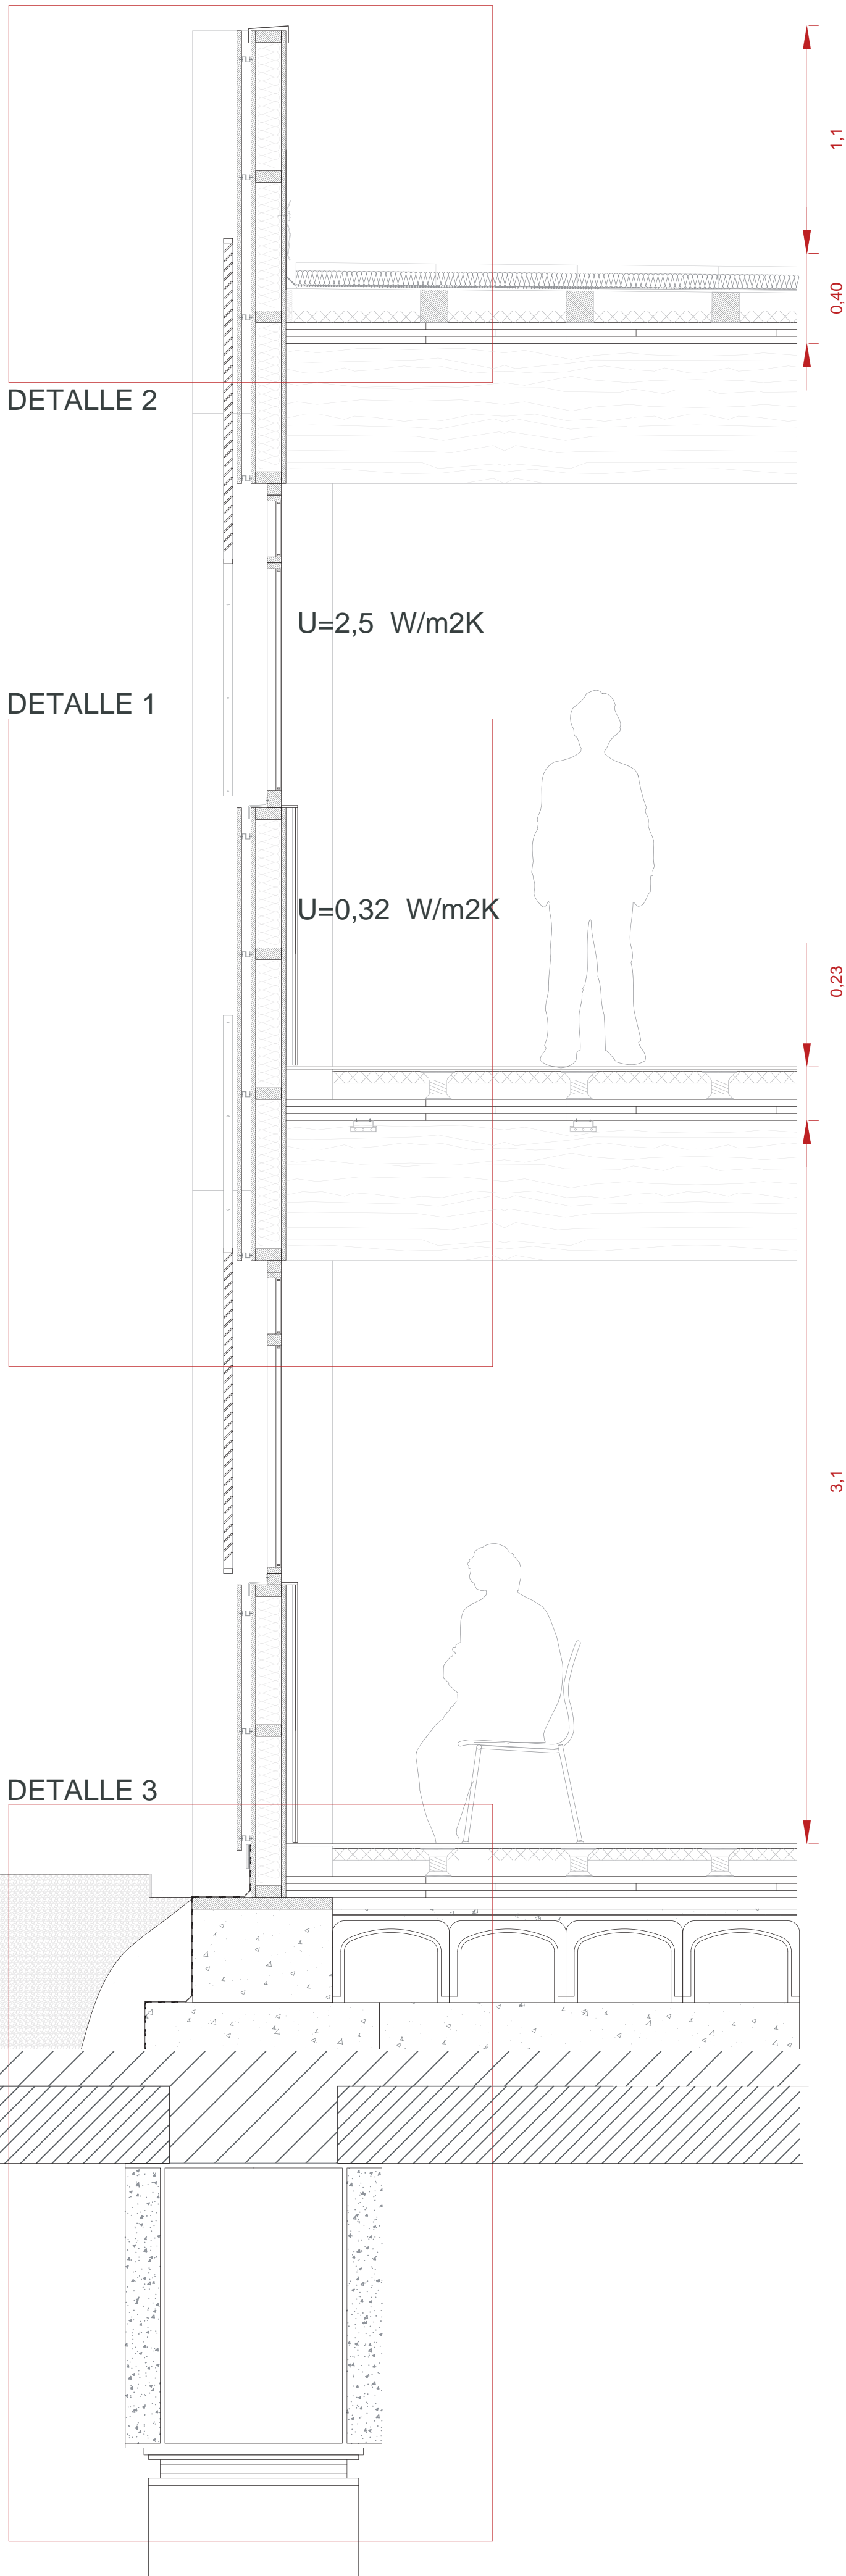 1,1
0,40
DETALLE 2
U=2,5 W/m2K
DETALLE 1
U=0,32 W/m2K
0,23
3,1
DETALLE 3